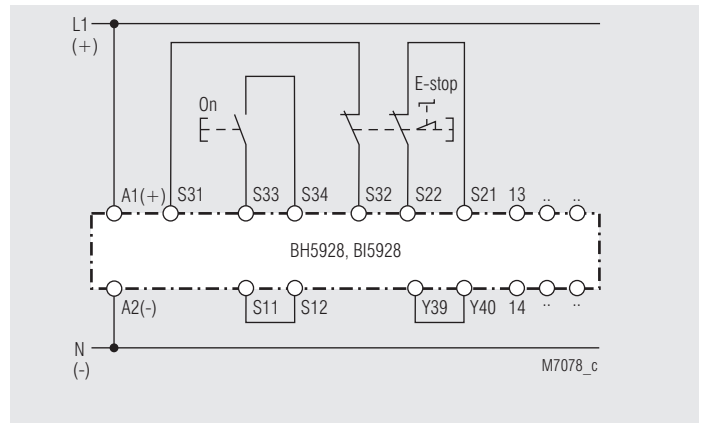 L1
(+)
E-stop
On
A1(+) S31 S33 S34 S32 S22 S21 13 .. ..
BH5928, BI5928
A2(-) S11 S12 Y39 Y40 14 .. ..
N
(-)
M7078_c